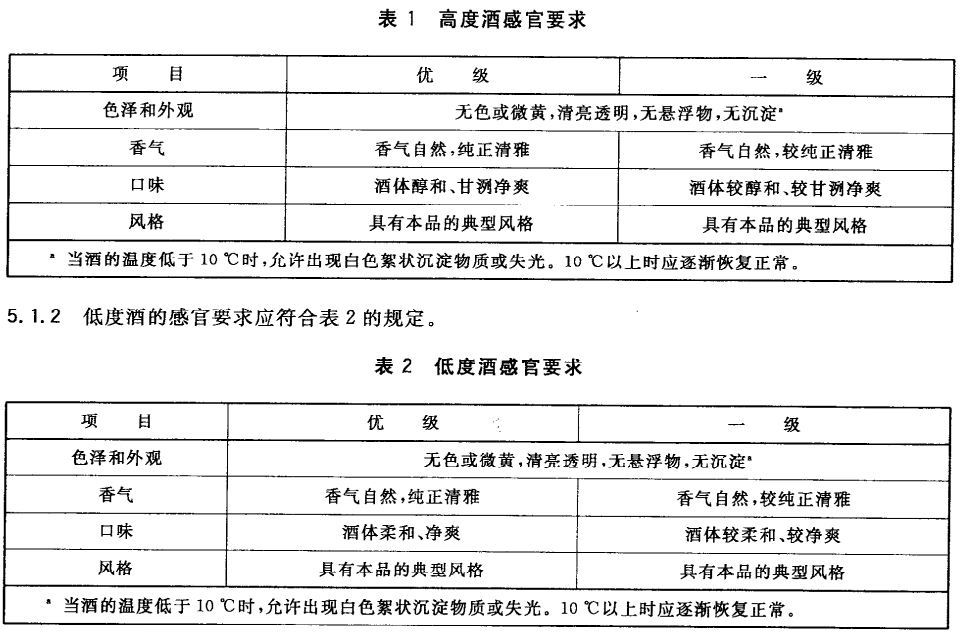 表 1 高度酒感官要求
项 目 优 级 一 级
色泽和外观 无色或微黄,清亮透明,无悬浮物,无沉淀ª
香气 香气自然,纯正清雅 香气自然,较纯正清雅
口味 酒体醇和、甘洌净爽 酒体较醇和、较甘洌净爽
风格 具有本品的典型风格 具有本品的典型风格
ª 当酒的温度低于 10 ℃时,允许出现白色絮状沉淀物质或失光。10 ℃以上时应逐渐恢复正常。
5.1.2 低度酒的感官要求应符合表 2 的规定。
表 2 低度酒感官要求
项 目 优 级 一 级
色泽和外观 无色或微黄,清亮透明,无悬浮物,无沉淀ª
香气 香气自然,纯正清雅 香气自然,较纯正清雅
口味 酒体柔和、净爽 酒体较柔和、较净爽
风格 具有本品的典型风格 具有本品的典型风格
ª 当酒的温度低于 10 ℃时,允许出现白色絮状沉淀物质或失光。10 ℃以上时应逐渐恢复正常。